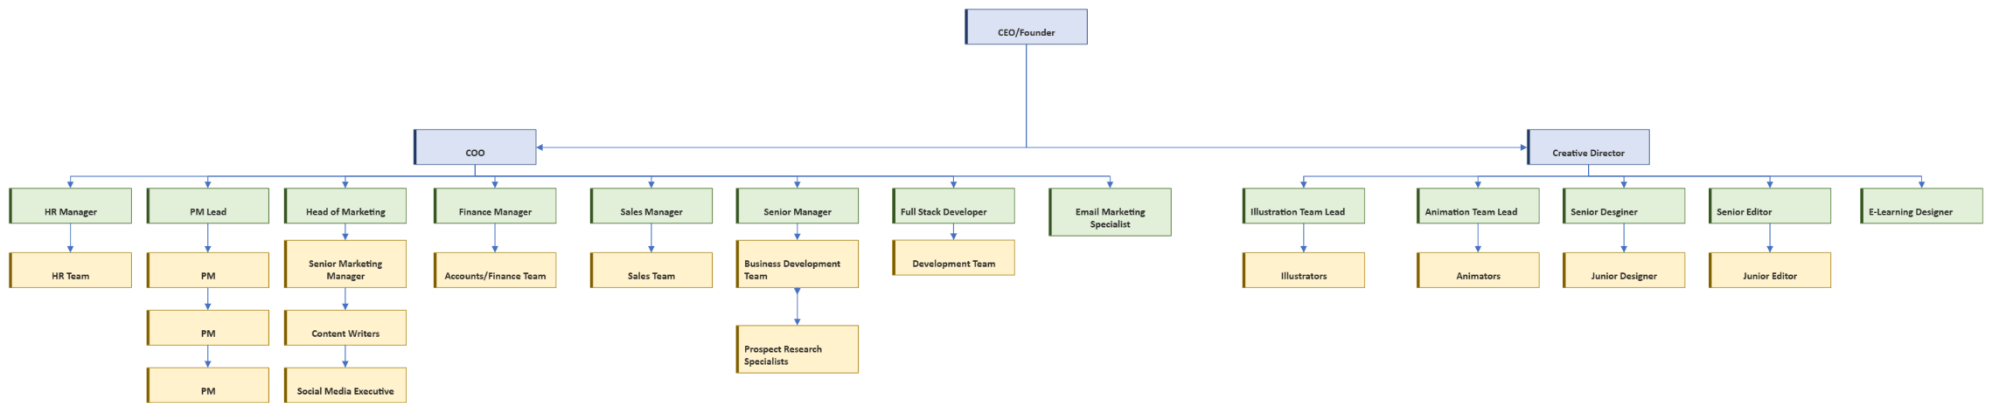 CEO/Founder
COO
Creative Director
HR Manager
PM Lead
Head of Marketing
Finance Manager
Sales Manager
Senior Manager
Full Stack Developer
Email Marketing
Specialist
Illustration Team Lead
Animation Team Lead
Senior Desginer
Senior Editor
E-Learning Designer
HR Team
PM
Senior Marketing
Manager
Accounts/Finance Team
Sales Team
Business Development
Team
Development Team
Illustrators
Animators
Junior Designer
Junior Editor
PM
Content Writers
Prospect Research
Specialists
PM
Social Media Executive